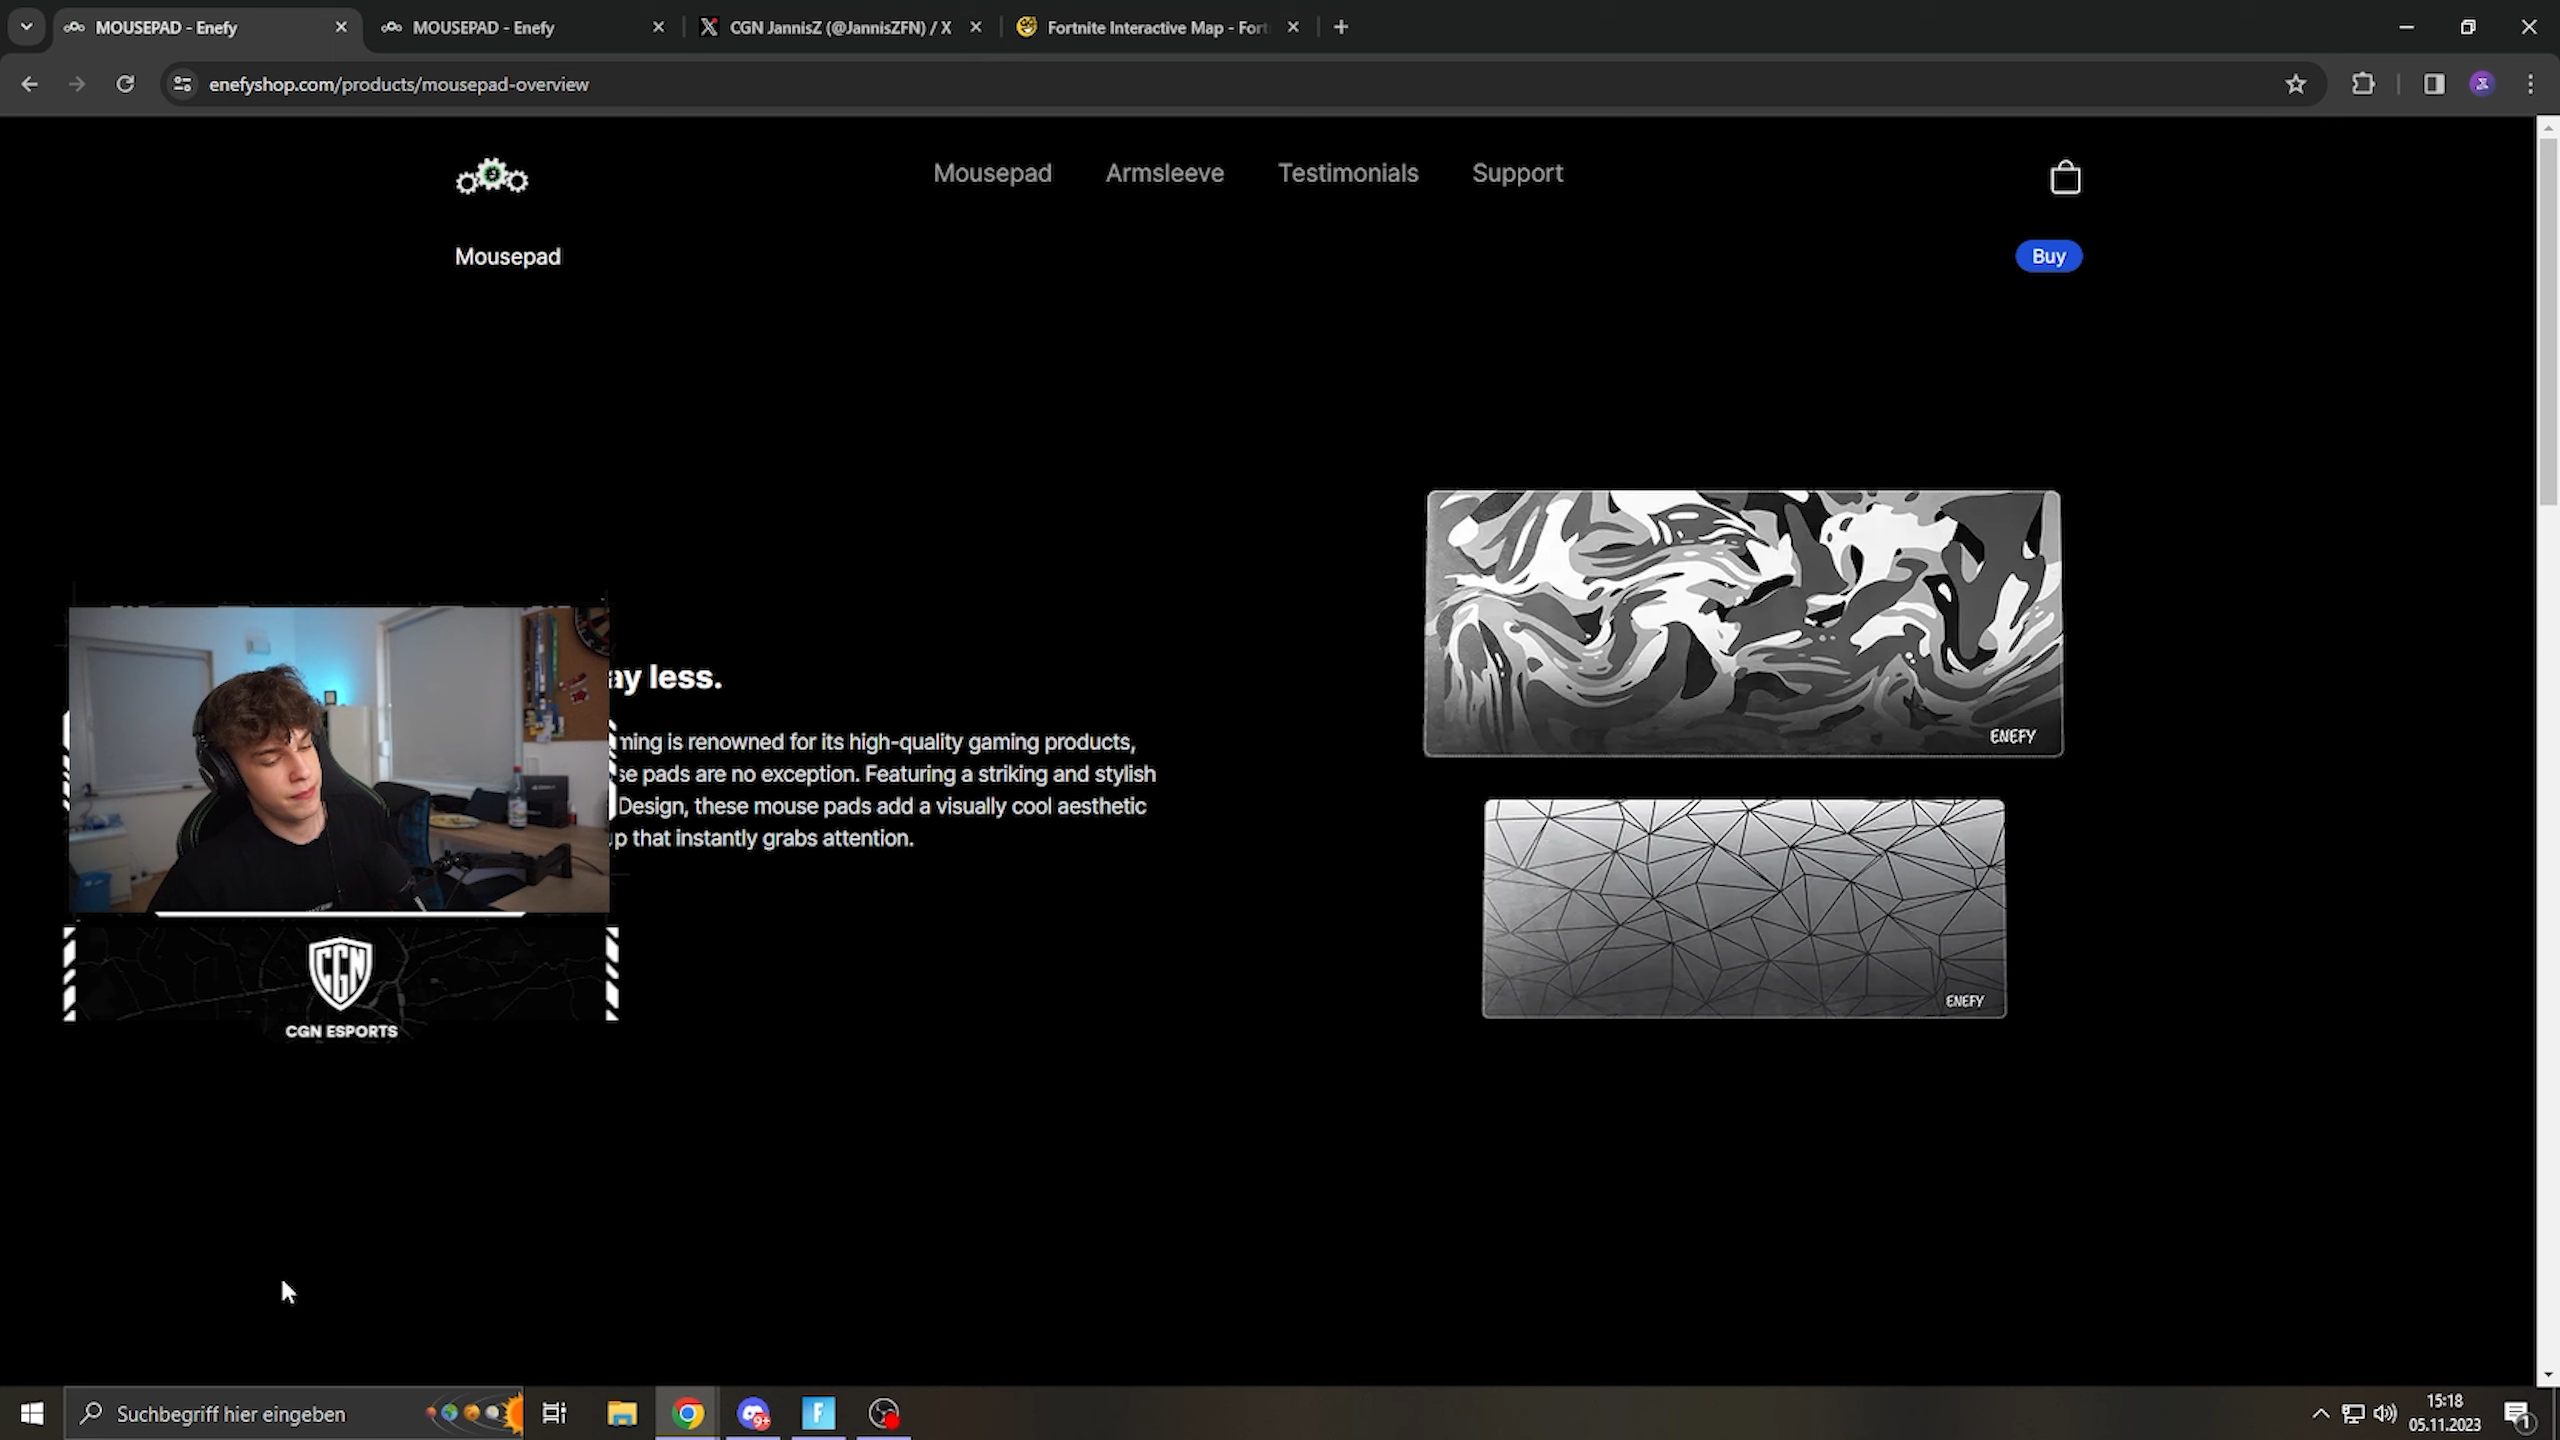 MOUSEPAD - Enefy
MOUSEPAD - Enefy
CGN JannisZ (@JannisZFN) / X
Fortnite Interactive Map - Fort
enefyshop.com/products/mousepad-overview
Mousepad
Armsleeve
Testimonials
Support
Mousepad
Buy
ay less.
ming is renowned for its high-quality gaming products,
se pads are no exception. Featuring a striking and stylish
Design, these mouse pads add a visually cool aesthetic
up that instantly grabs attention.
ENEFY
ENEFY
CGN
CGN ESPORTS
Suchbegriff hier eingeben
9+
F
15:18
05.11.2023
1